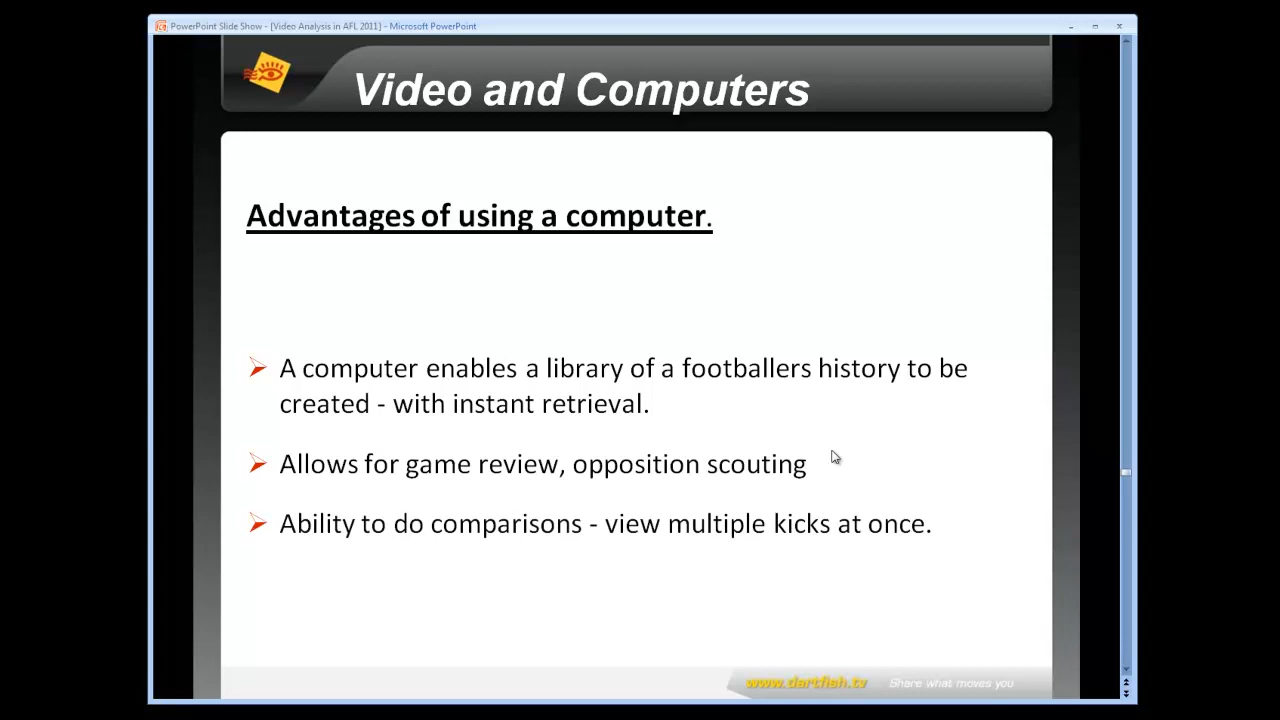 PowerPoint Slide Show - [Video Analysis in AFL 2011] - Microsoft PowerPoint
Video and Computers
Advantages of using a computer.
A computer enables a library of a footballers history to be
created - with instant retrieval.
Allows for game review, opposition scouting
Ability to do comparisons - view multiple kicks at once.
www.dartfish.tv Share what moves you